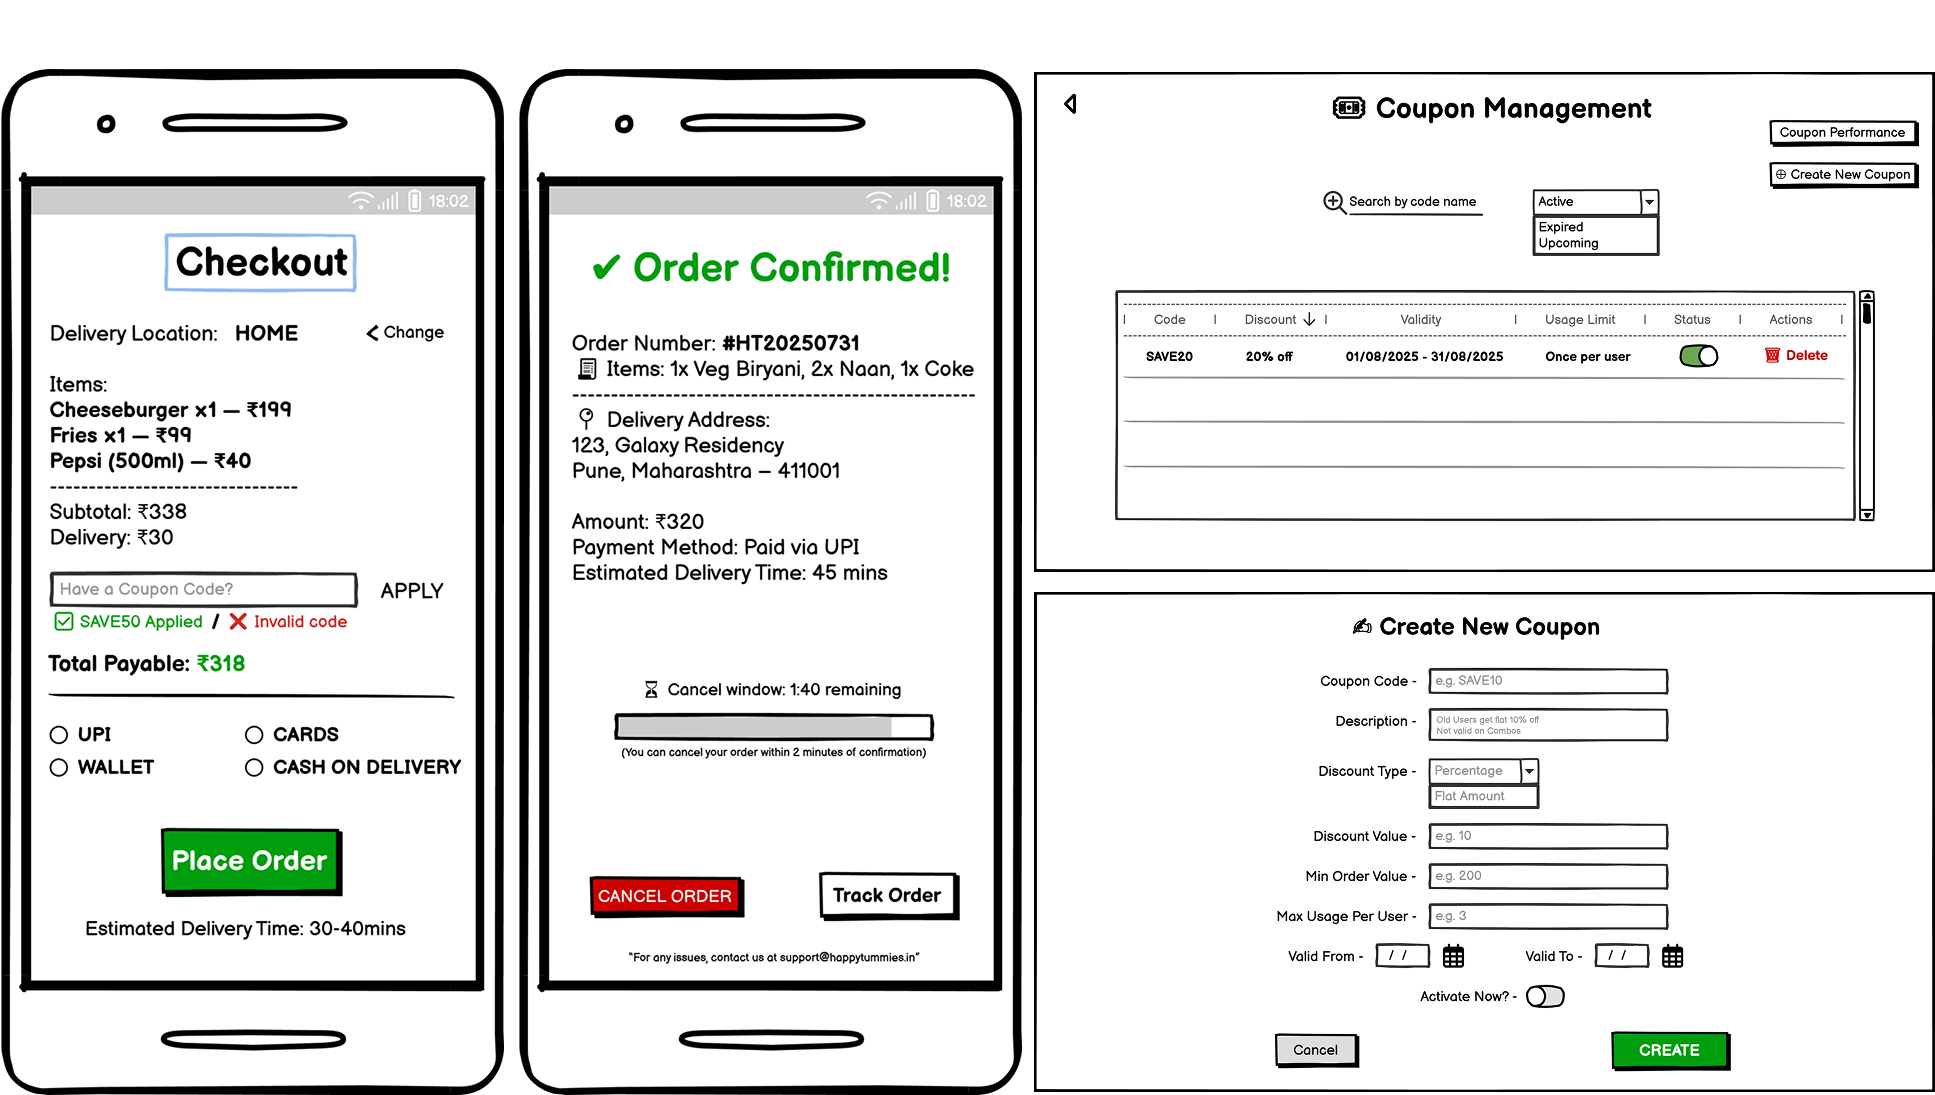 18:02
Checkout
Delivery Location: HOME < Change
Items:
Cheeseburger x1 — ₹199
Fries x1 — ₹99
Pepsi (500ml) — ₹40
--------------------------------
Subtotal: ₹338
Delivery: ₹30
Have a Coupon Code? APPLY
SAVE50 Applied / ❌ Invalid code
Total Payable: ₹318
UPI CARDS
WALLET CASH ON DELIVERY
Place Order
Estimated Delivery Time: 30-40mins
18:02
✔ Order Confirmed!
Order Number: #HT20250731
Items: 1x Veg Biryani, 2x Naan, 1x Coke
--------------------------------
Delivery Address:
123, Galaxy Residency
Pune, Maharashtra – 411001
Amount: ₹320
Payment Method: Paid via UPI
Estimated Delivery Time: 45 mins
Cancel window: 1:40 remaining
(You can cancel your order within 2 minutes of confirmation)
CANCEL ORDER Track Order
“For any issues, contact us at support@happytummies.in”
Coupon Management
Coupon Performance
⊕ Create New Coupon
Search by code name Active
Expired
Upcoming
| Code | Discount ↓ | Validity | Usage Limit | Status | Actions |
SAVE20 20% off 01/08/2025 - 31/08/2025 Once per user Delete
Create New Coupon
Coupon Code - e.g. SAVE10
Description - Old Users get flat 10% off
Not valid on Combos
Discount Type - Percentage
Flat Amount
Discount Value - e.g. 10
Min Order Value - e.g. 200
Max Usage Per User - e.g. 3
Valid From - / / Valid To - / /
Activate Now? -
Cancel CREATE